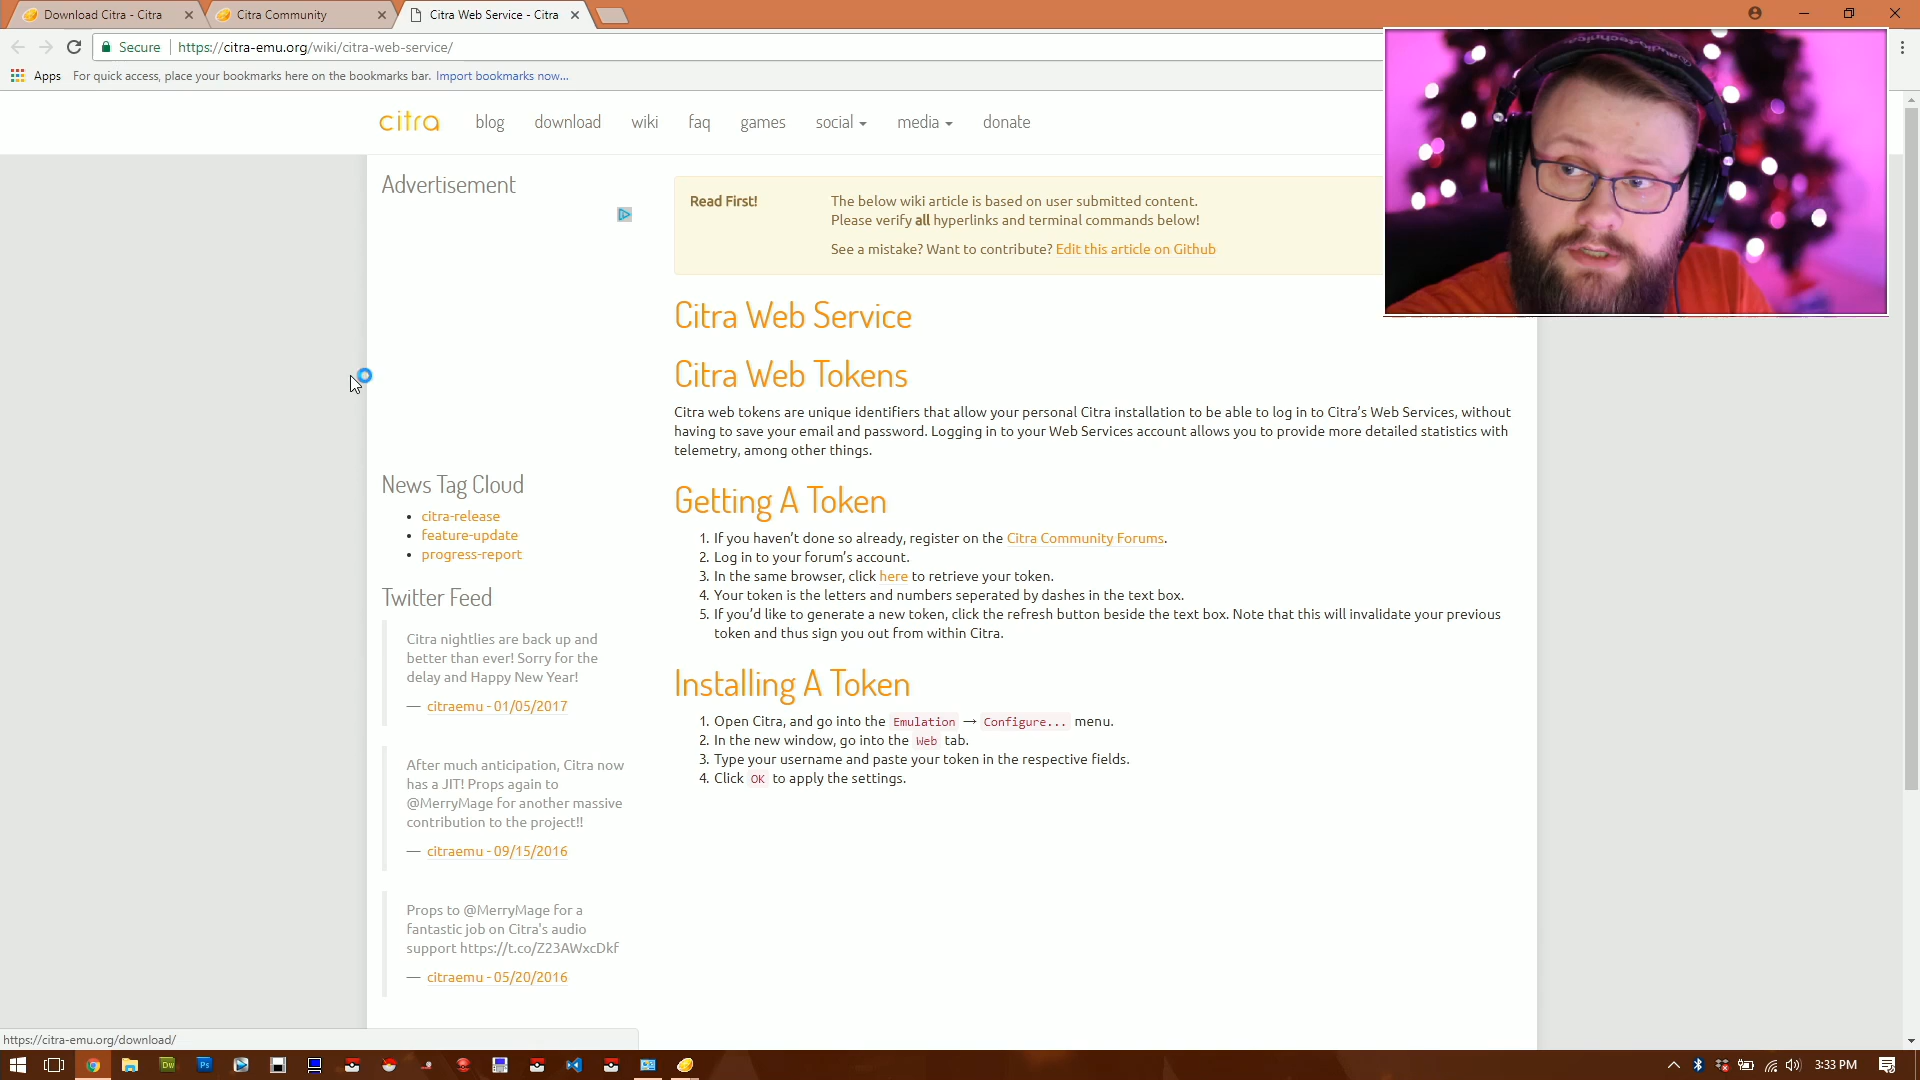 Download Citra - Citra
Citra Community
Citra Web Service - Citra
Secure
https://citra-emu.org/wiki/citra-web-service/
Apps
For quick access, place your bookmarks here on the bookmarks bar. Import bookmarks now...
citra
blog
download
wiki
faq
games
social
media
donate
Advertisement
Read First!
The below wiki article is based on user submitted content.
Please verify all hyperlinks and terminal commands below!
See a mistake? Want to contribute? Edit this article on Github
Citra Web Service
Citra Web Tokens
Citra web tokens are unique identifiers that allow your personal Citra installation to be able to log in to Citra's Web Services, without
having to save your email and password. Logging in to your Web Services account allows you to provide more detailed statistics with
telemetry, among other things.
Getting A Token
1. If you haven't done so already, register on the Citra Community Forums.
2. Log in to your forum's account.
3. In the same browser, click here to retrieve your token.
4. Your token is the letters and numbers seperated by dashes in the text box.
5. If you'd like to generate a new token, click the refresh button beside the text box. Note that this will invalidate your previous
token and thus sign you out from within Citra.
Installing A Token
1. Open Citra, and go into the Emulation → Configure... menu.
2. In the new window, go into the Web tab.
3. Type your username and paste your token in the respective fields.
4. Click OK to apply the settings.
News Tag Cloud
• citra-release
• feature-update
• progress-report
Twitter Feed
Citra nightlies are back up and
better than ever! Sorry for the
delay and Happy New Year!
— citraemu - 01/05/2017
After much anticipation, Citra now
has a JIT! Props again to
@MerryMage for another massive
contribution to the project!!
— citraemu - 09/15/2016
Props to @MerryMage for a
fantastic job on Citra's audio
support https://t.co/Z23AWxcDkf
— citraemu - 05/20/2016
https://citra-emu.org/download/
Dw
Ps
3:33 PM